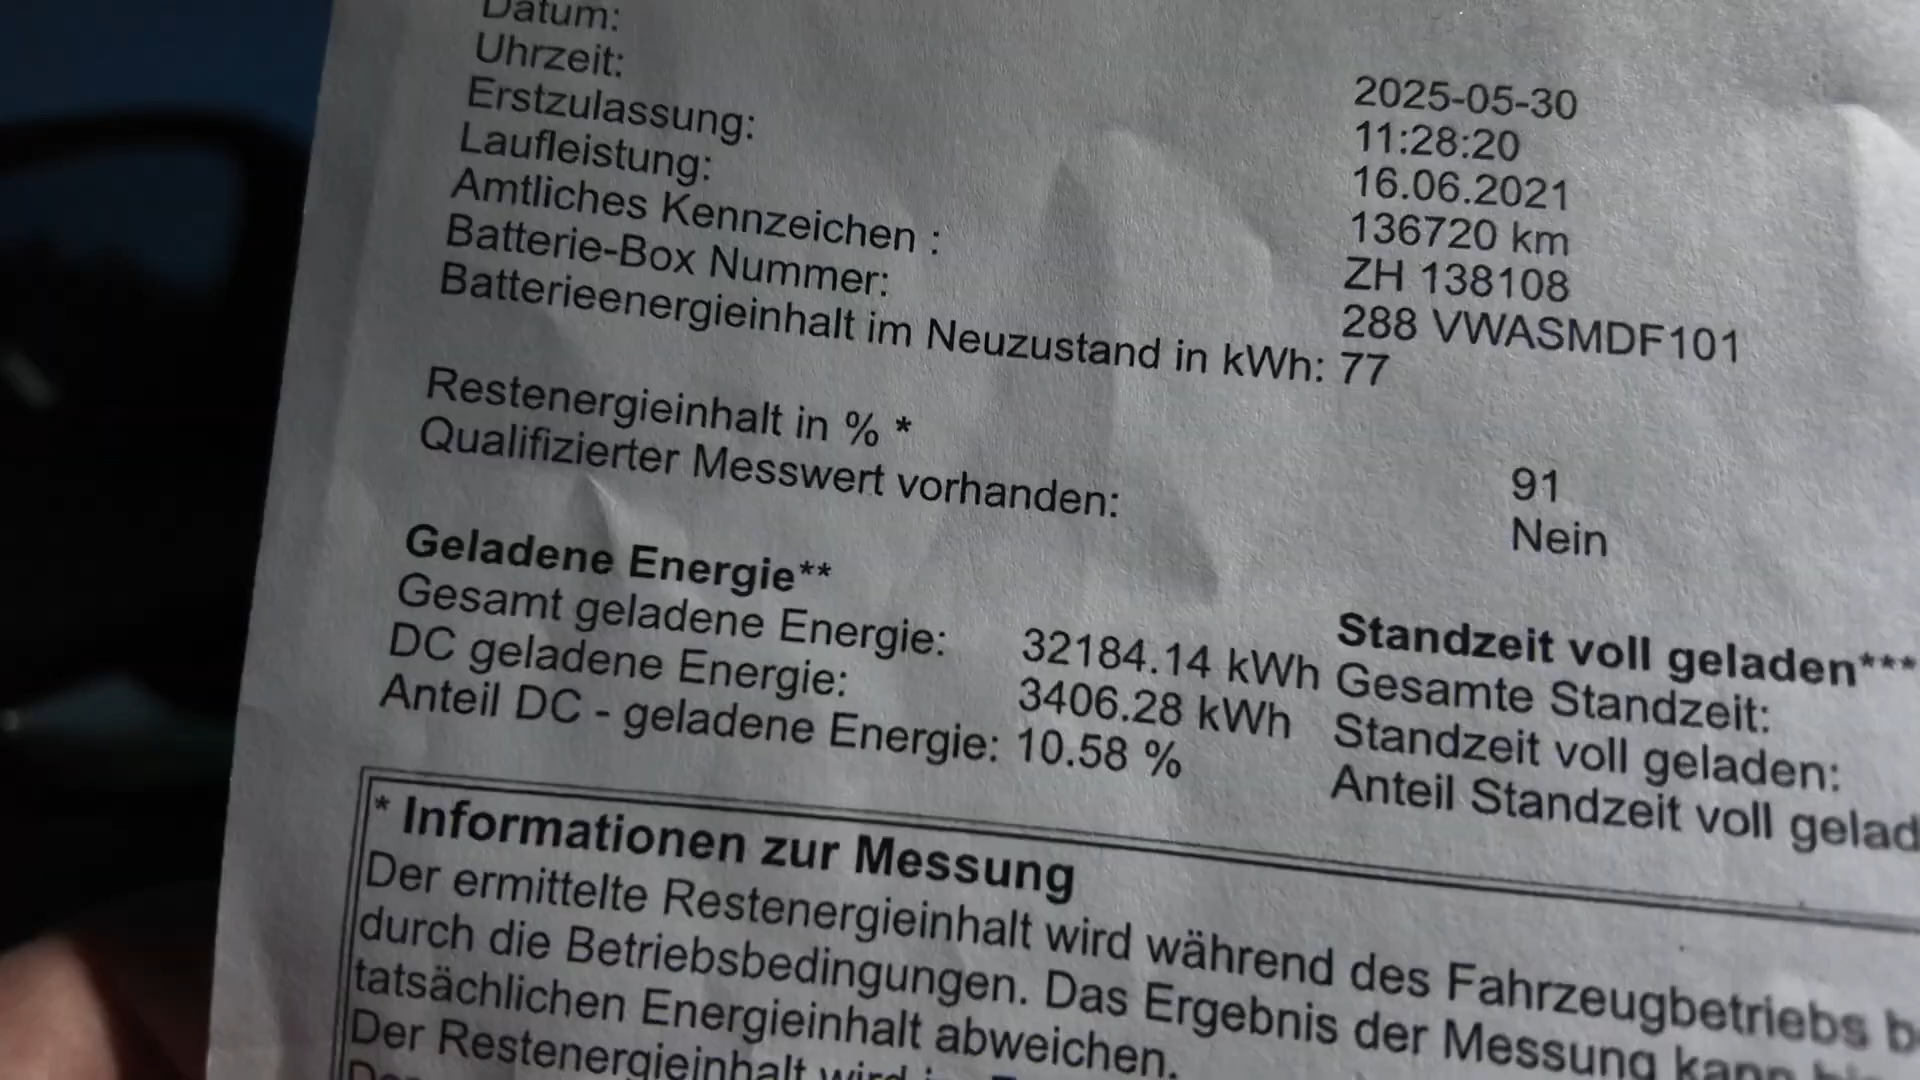 Datum:
2025-05-30
Uhrzeit:
11:28:20
Erstzulassung:
16.06.2021
Laufleistung:
136720 km
Amtliches Kennzeichen :
ZH 138108
Batterie-Box Nummer:
288 VWASMDF101
Batterieenergieinhalt im Neuzustand in kWh: 77
Restenergieinhalt in % *
91
Qualifizierter Messwert vorhanden:
Nein
Geladene Energie**
Gesamt geladene Energie: 32184.14 kWh
DC geladene Energie: 3406.28 kWh
Anteil DC - geladene Energie: 10.58 %
Standzeit voll geladen***
Gesamte Standzeit:
Standzeit voll geladen:
Anteil Standzeit voll gelad
* Informationen zur Messung
Der ermittelte Restenergieinhalt wird während des Fahrzeugbetriebs b
durch die Betriebsbedingungen. Das Ergebnis der Messung kann
tatsächlichen Energieinhalt abweichen.
Der Restenergieinhalt wird